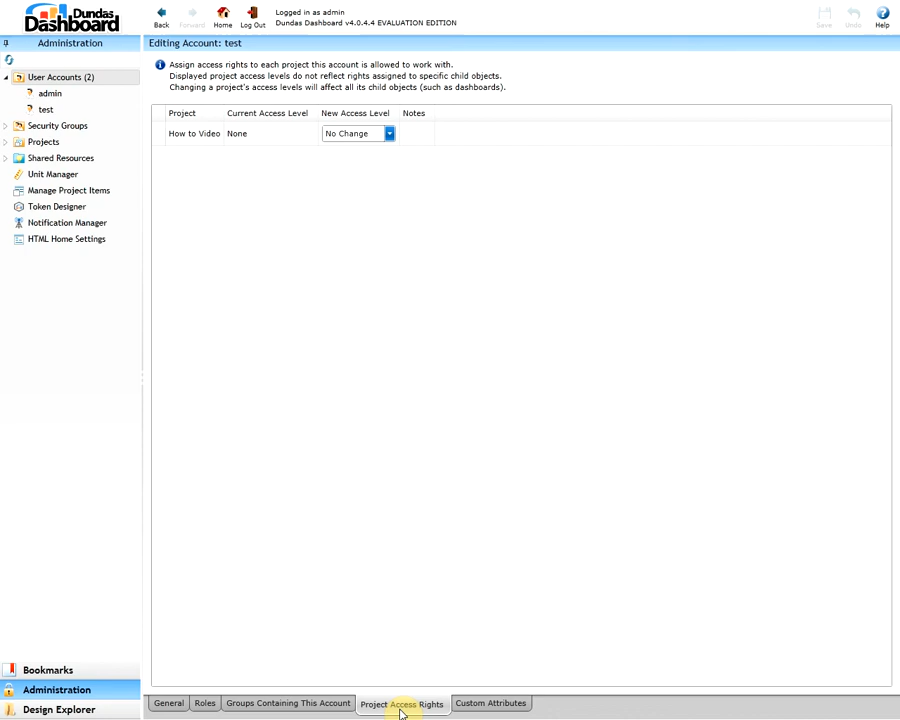 Dundas
Dashboard
Back
Forward
Home
Log Out
Logged in as admin
Dundas Dashboard v4.0.4.4 EVALUATION EDITION
Save
Undo
Help
Administration
User Accounts (2)
admin
test
Security Groups
Projects
Shared Resources
Unit Manager
Manage Project Items
Token Designer
Notification Manager
HTML Home Settings
Bookmarks
Administration
Design Explorer
Editing Account: test
Assign access rights to each project this account is allowed to work with.
Displayed project access levels do not reflect rights assigned to specific child objects.
Changing a project's access levels will affect all its child objects (such as dashboards).
Project Current Access Level New Access Level Notes
How to Video None No Change
General Roles Groups Containing This Account Project Access Rights Custom Attributes